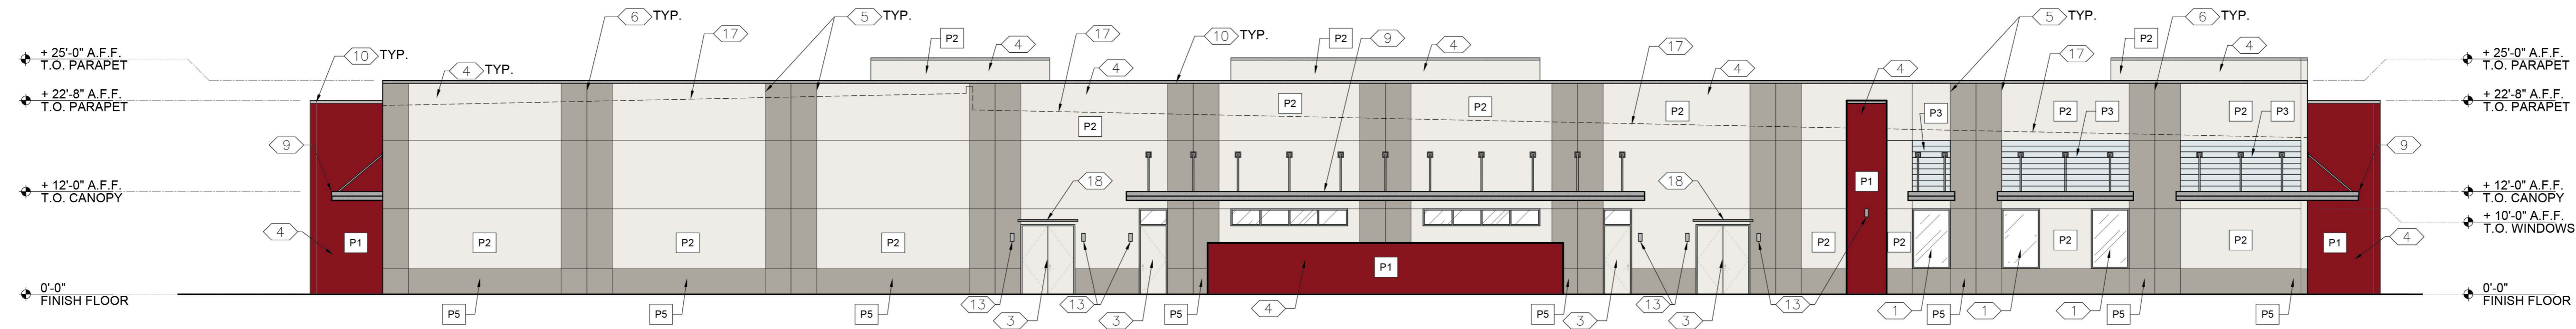 6 TYP.
5 TYP.
5 TYP.
6 TYP.
17
P2
4
17
10 TYP.
P2
4
9
17
P2
4
+ 25'-0" A.F.F.
T.O. PARAPET
10 TYP.
4 TYP.
4
4
4
17
+ 25'-0" A.F.F.
T.O. PARAPET
+ 22'-8" A.F.F.
T.O. PARAPET
P2
P2
P2
P2
P3
P2
P3
P2
P3
+ 22'-8" A.F.F.
T.O. PARAPET
9
9
+ 12'-0" A.F.F.
T.O. CANOPY
18
18
P1
+ 12'-0" A.F.F.
T.O. CANOPY
+ 10'-0" A.F.F.
T.O. WINDOWS
4
P1
P2
P2
P2
P2
P2
P2
P2
P1
4
P1
0'-0"
FINISH FLOOR
13
13
13
13
0'-0"
FINISH FLOOR
P5
P5
P5
3
3
P5
4
P5
3
3
1
P5
1
1
P5
P5